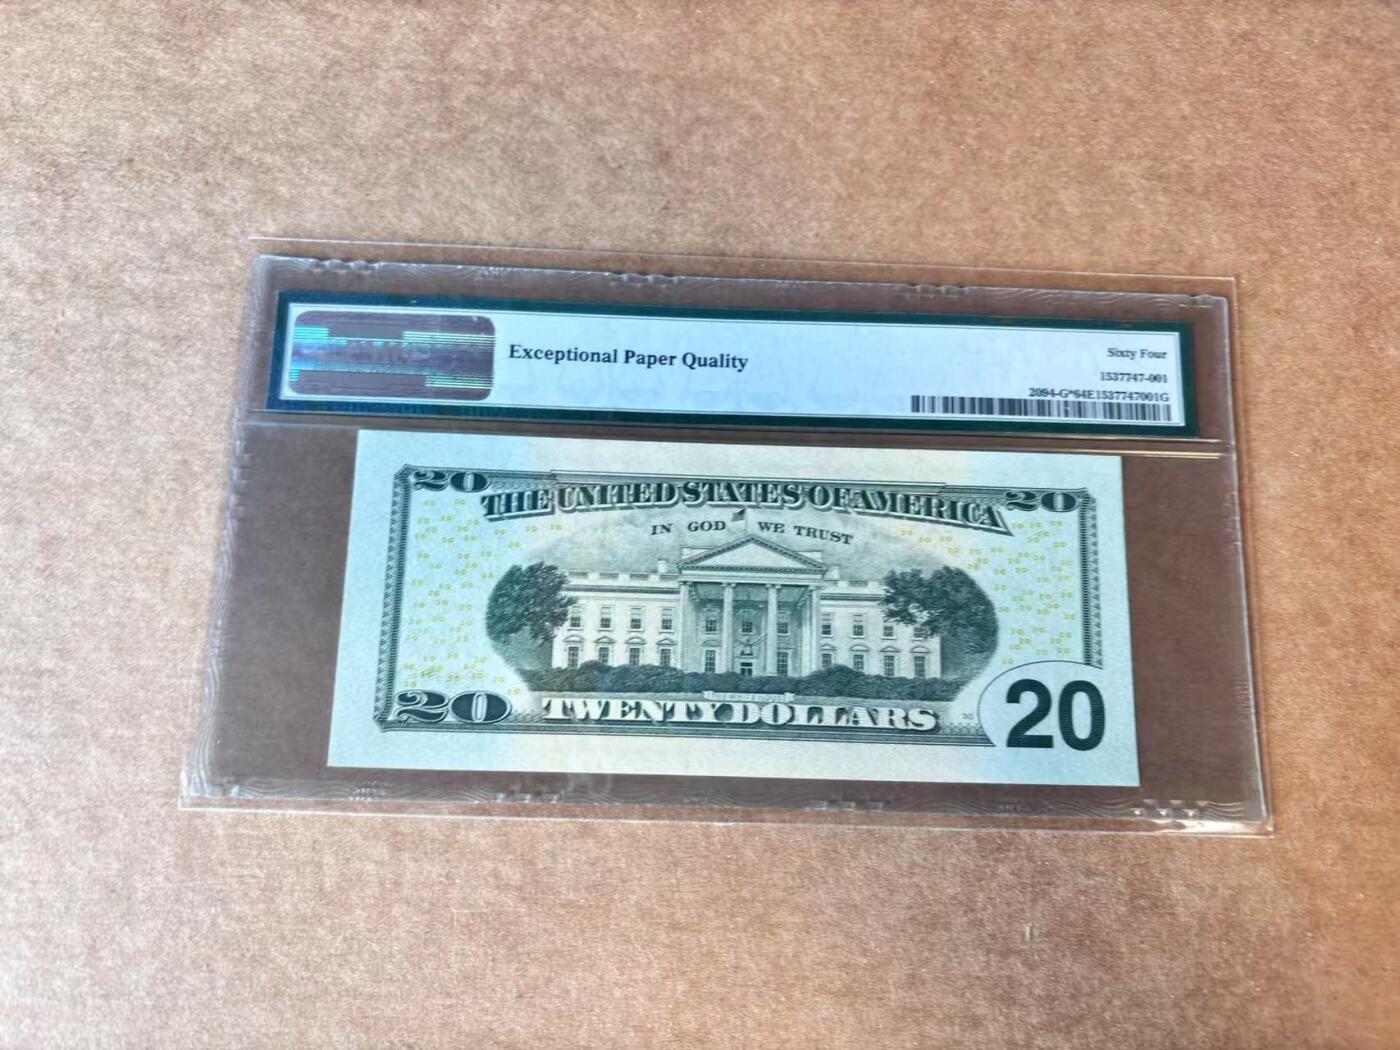 Exceptional Paper Quality
Sixty Four
1537747-001
2094-G*64E1537747001G
20 THE UNITED STATES OF AMERICA 20
IN GOD WE TRUST
20 TWENTY DOLLARS 20